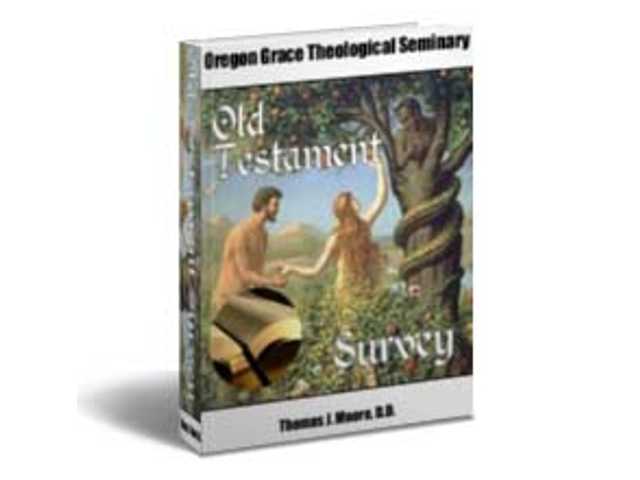 Oregon Grace Theological Seminary
Old
Testament
Survey
Thomas J. Moore, D.D.